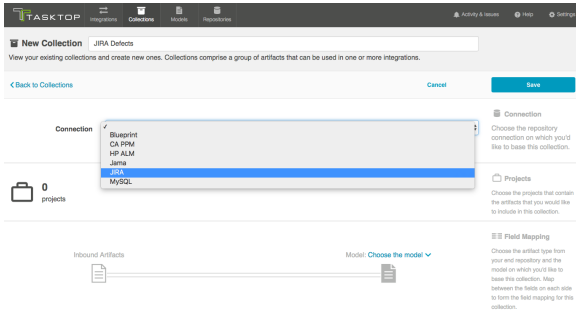 TASKTOP
Integrations
Collections
Models
Repositories
Activity & Issues
Help
Settings
New Collection
JIRA Defects
View your existing collections and create new ones. Collections comprise a group of artifacts that can be used in one or more integrations.
Back to Collections
Cancel
Save
Connection
Blueprint
CA PPM
HP ALM
Jama
JIRA
MySQL
Connection
Choose the repository
connection on which you'd
like to base this collection.
0
projects
Projects
Choose the projects that contain
the artifacts that you would like
to include in this collection.
Inbound Artifacts
Model: Choose the model
Field Mapping
Choose the artifact type from
your end repository and the
model on which you'd like to
base this collection. Map
between the fields on each side
to form the field mapping for this
collection.